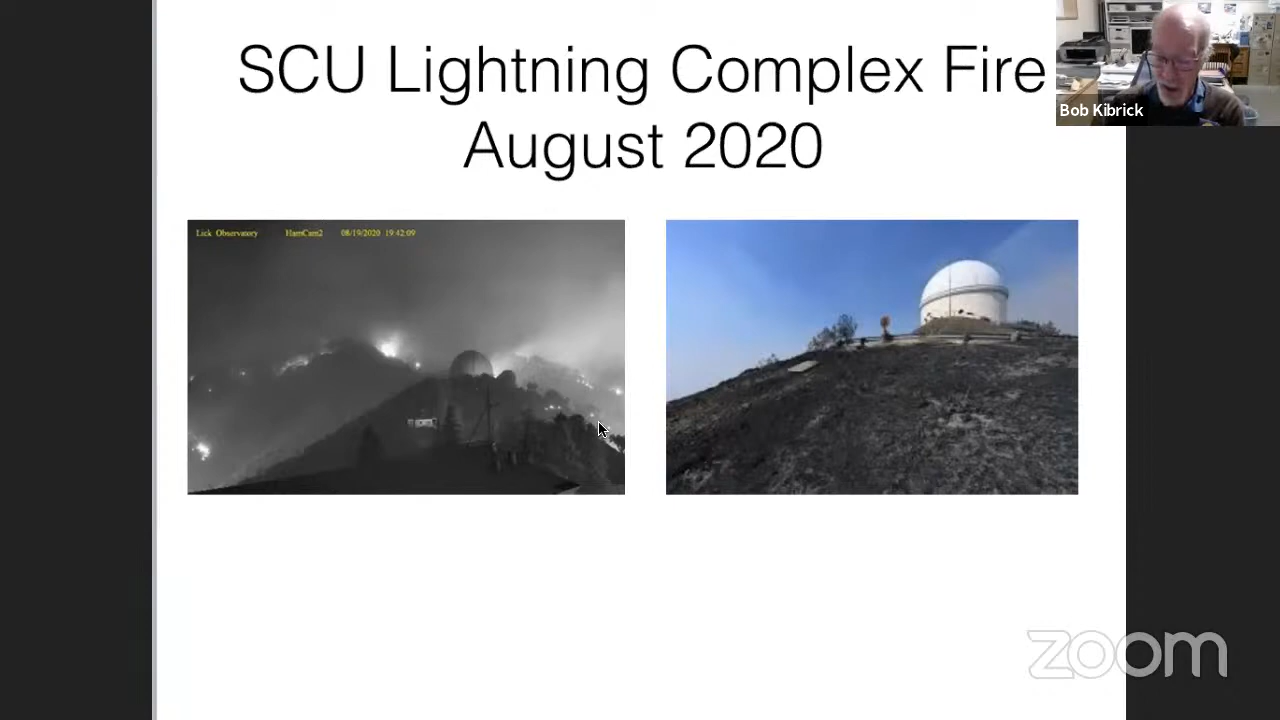 SCU Lightning Complex Fire
August 2020
Bob Kibrick
Lick Observatory HamCam2 08/19/2020 19:42:09
zoom